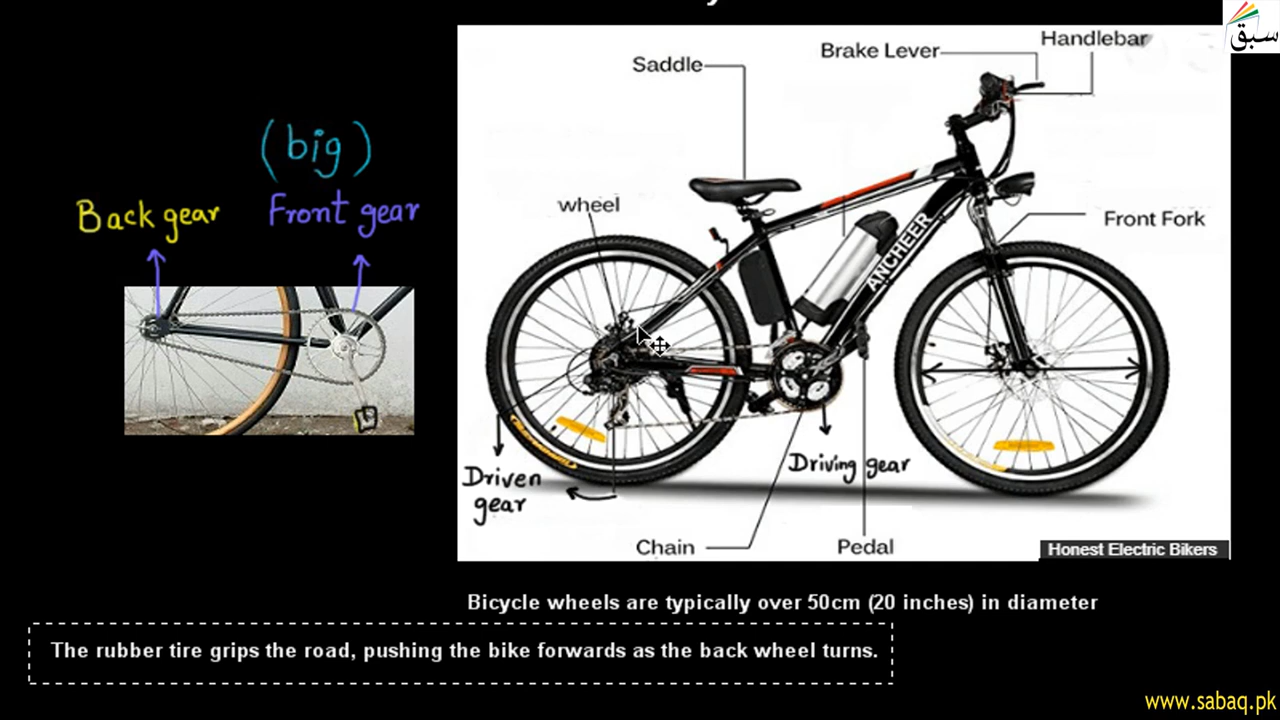 سبق
Handlebar
Brake Lever
Saddle
(big)
Back gear
Front gear
wheel
Front Fork
ANCHEER
Driven
gear
Driving gear
Chain
Pedal
Honest Electric Bikers
Bicycle wheels are typically over 50cm (20 inches) in diameter
The rubber tire grips the road, pushing the bike forwards as the back wheel turns.
www.sabaq.pk